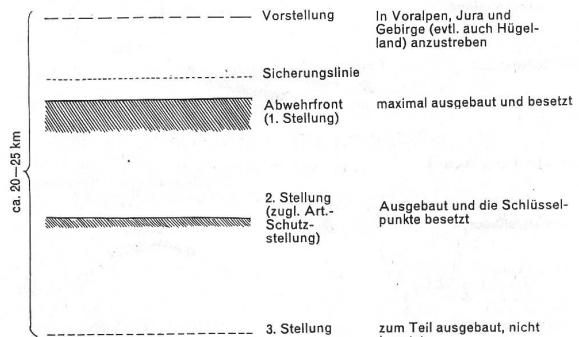 Vorstellung
In Voralpen, Jura und
Gebirge (evtl. auch Hügel-
land) anzustreben
Sicherungslinie
Abwehrfront
(1. Stellung)
maximal ausgebaut und besetzt
ca. 20—25 km
2. Stellung
(zugl. Art.-
Schutz-
stellung)
Ausgebaut und die Schlüssel-
punkte besetzt
3. Stellung
zum Teil ausgebaut, nicht